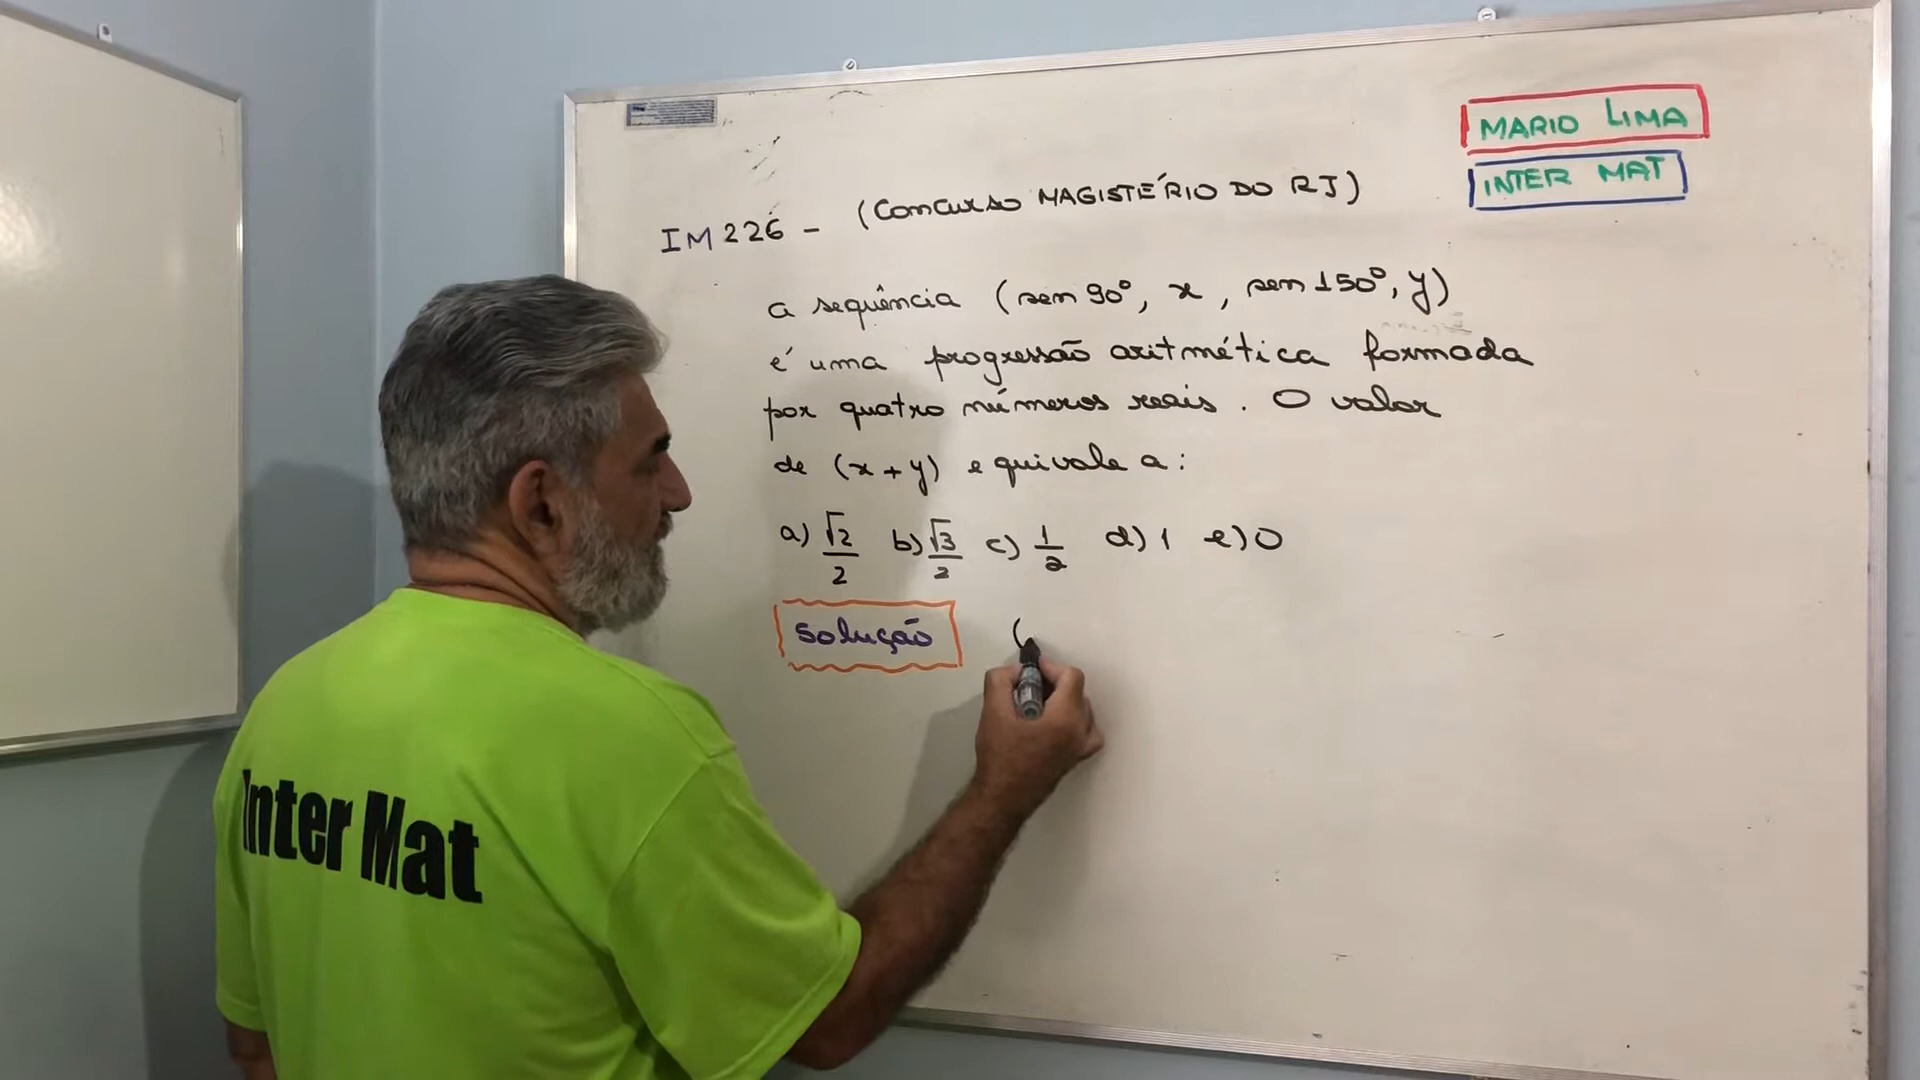 MARIO LIMA
INTER MAT
IM 226 - (Concurso MAGISTÉRIO DO RJ)
a sequência (sen 90°, x, sen 150°, y)
é uma progressão aritmética formada
por quatro números reais. O valor
de (x + y) equivale a:
a) √2/2 b) √3/2 c) 1/2 d) 1 e) 0
solução (
Inter Mat